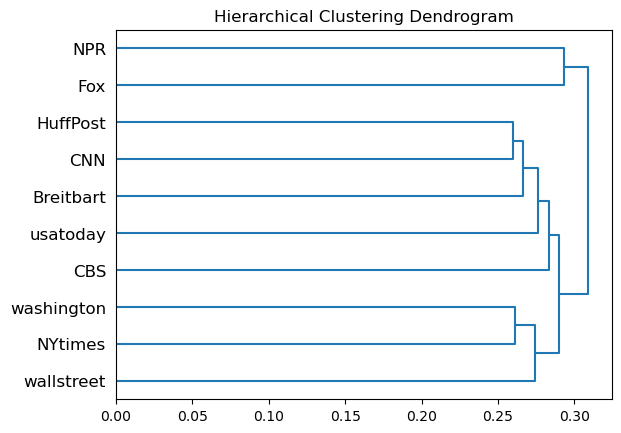 Hierarchical Clustering Dendrogram
NPR
Fox
HuffPost
CNN
Breitbart
usatoday
CBS
washington
NYtimes
wallstreet
0.00 0.05 0.10 0.15 0.20 0.25 0.30